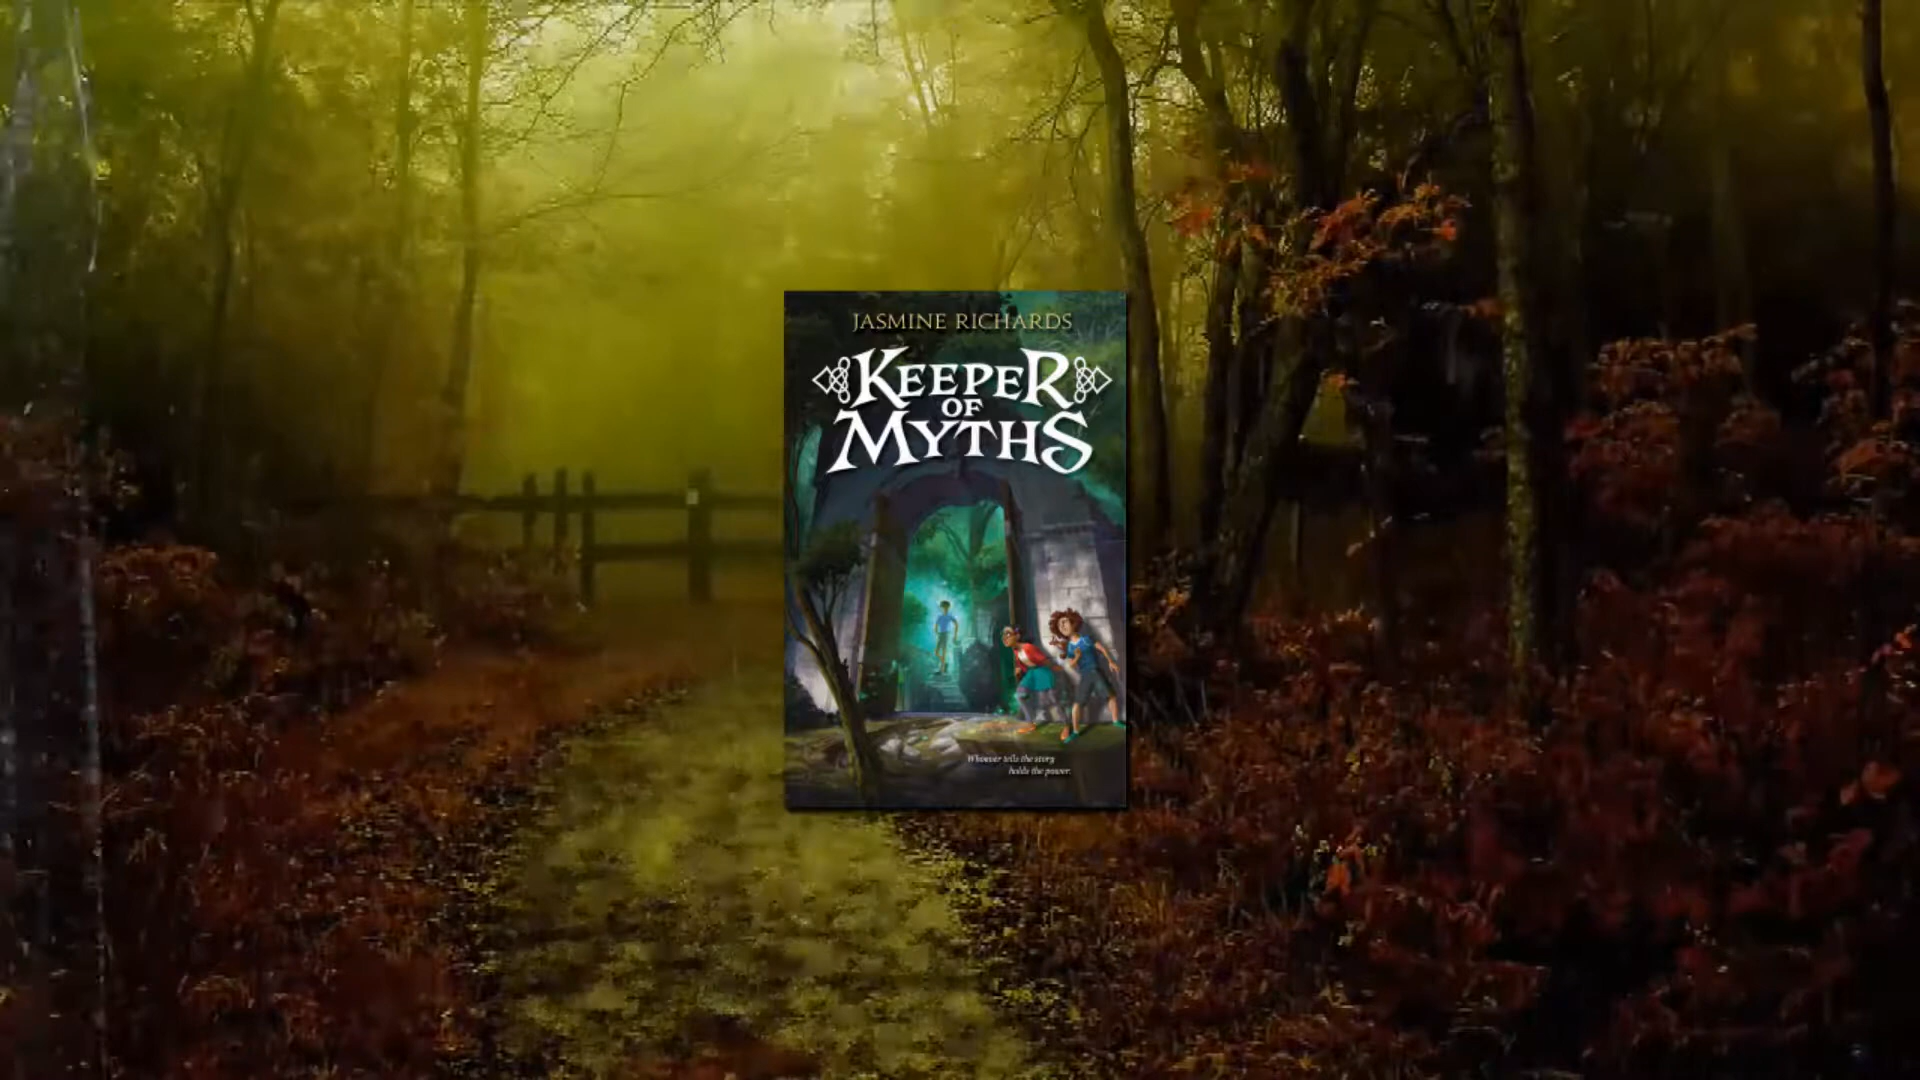 JASMINE RICHARDS
KEEPER
OF
MYTHS
Whoever tells the story
holds the power.